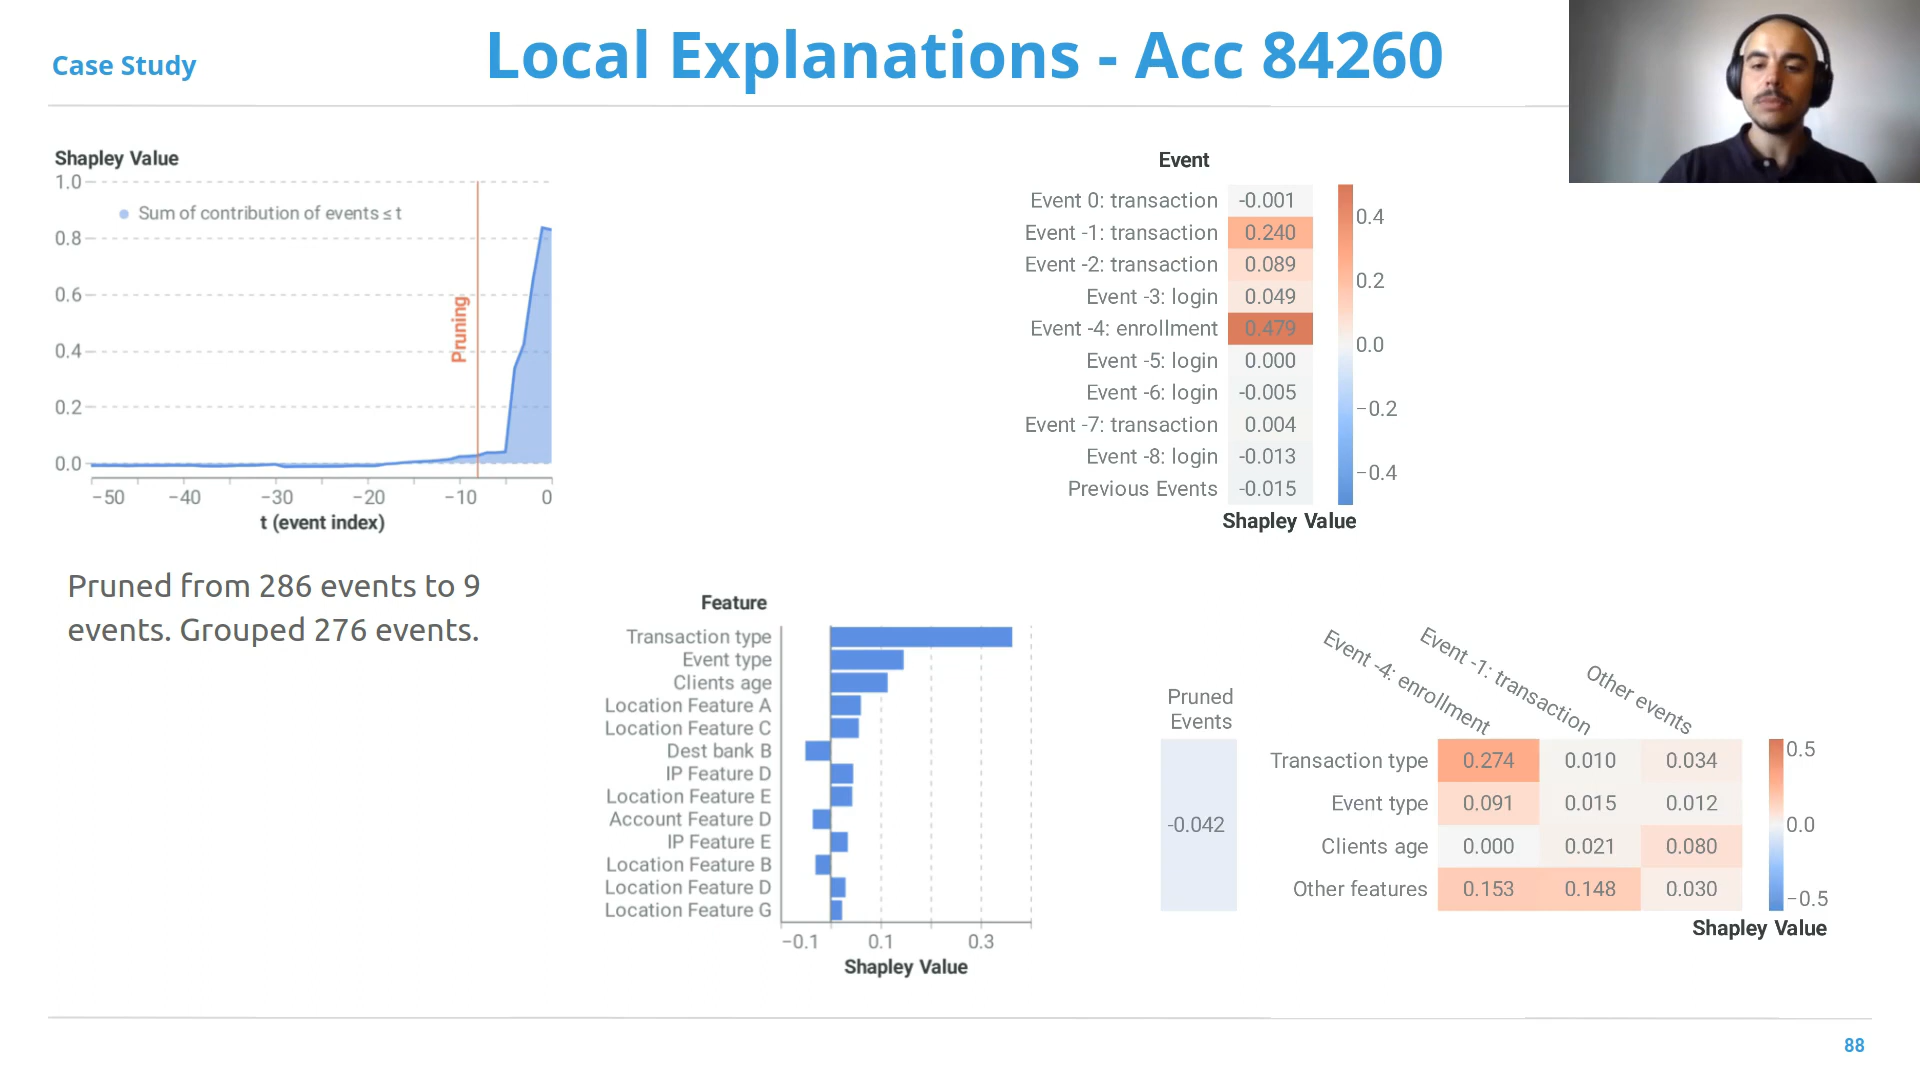 Case Study
Local Explanations - Acc 84260
Shapley Value
1.0
Sum of contribution of events ≤ t
0.8
0.6
0.4
0.2
0.0
Pruning
−50 −40 −30 −20 −10 0
t (event index)
Pruned from 286 events to 9
events. Grouped 276 events.
Event
Event 0: transaction -0.001
Event -1: transaction 0.240
Event -2: transaction 0.089
Event -3: login 0.049
Event -4: enrollment 0.479
Event -5: login 0.000
Event -6: login -0.005
Event -7: transaction 0.004
Event -8: login -0.013
Previous Events -0.015
0.4
0.2
0.0
−0.2
−0.4
Shapley Value
Feature
Transaction type
Event type
Clients age
Location Feature A
Location Feature C
Dest bank B
IP Feature D
Location Feature E
Account Feature D
IP Feature E
Location Feature B
Location Feature D
Location Feature G
−0.1 0.1 0.3
Shapley Value
Pruned
Events
-0.042
Event -4: enrollment
Event -1: transaction
Other events
Transaction type 0.274 0.010 0.034
Event type 0.091 0.015 0.012
Clients age 0.000 0.021 0.080
Other features 0.153 0.148 0.030
0.5
0.0
−0.5
Shapley Value
88